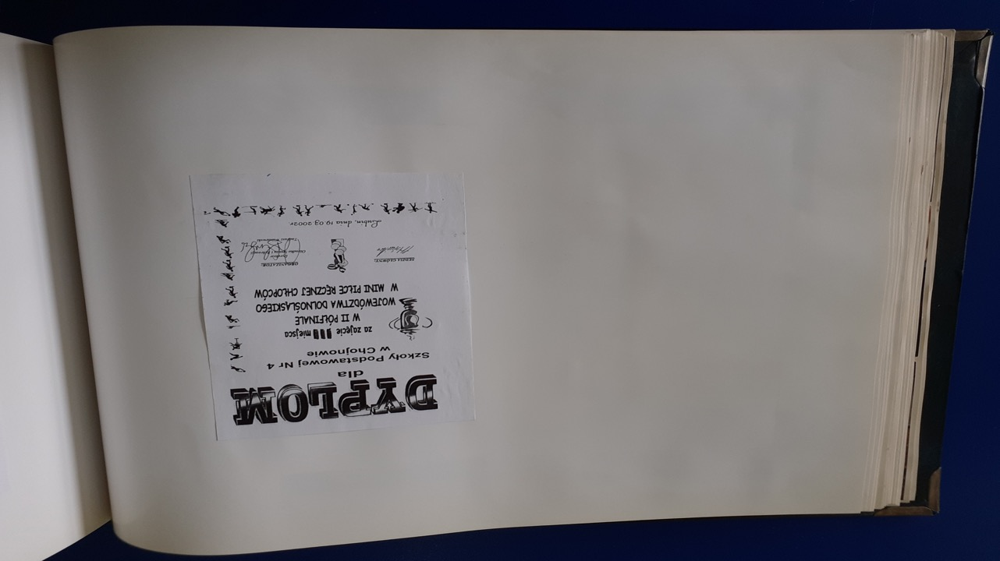 DYPLOM
dla
Szkoły Podstawowej Nr 4
w Chojnowie
za zajęcie III miejsca
W II PÓŁFINALE
WOJEWÓDZTWA DOLNOŚLĄSKIEGO
W MINI PIŁCE RĘCZNEJ CHŁOPCÓW
SĘDZIA GŁÓWNY:
ORGANIZATOR:
Lubin, dnia 19.03.2002r.